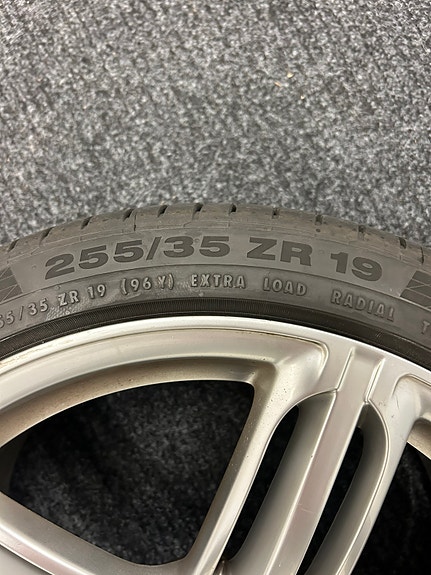 255/35 ZR 19
55/35 ZR 19 (96Y) EXTRA LOAD RADIAL T